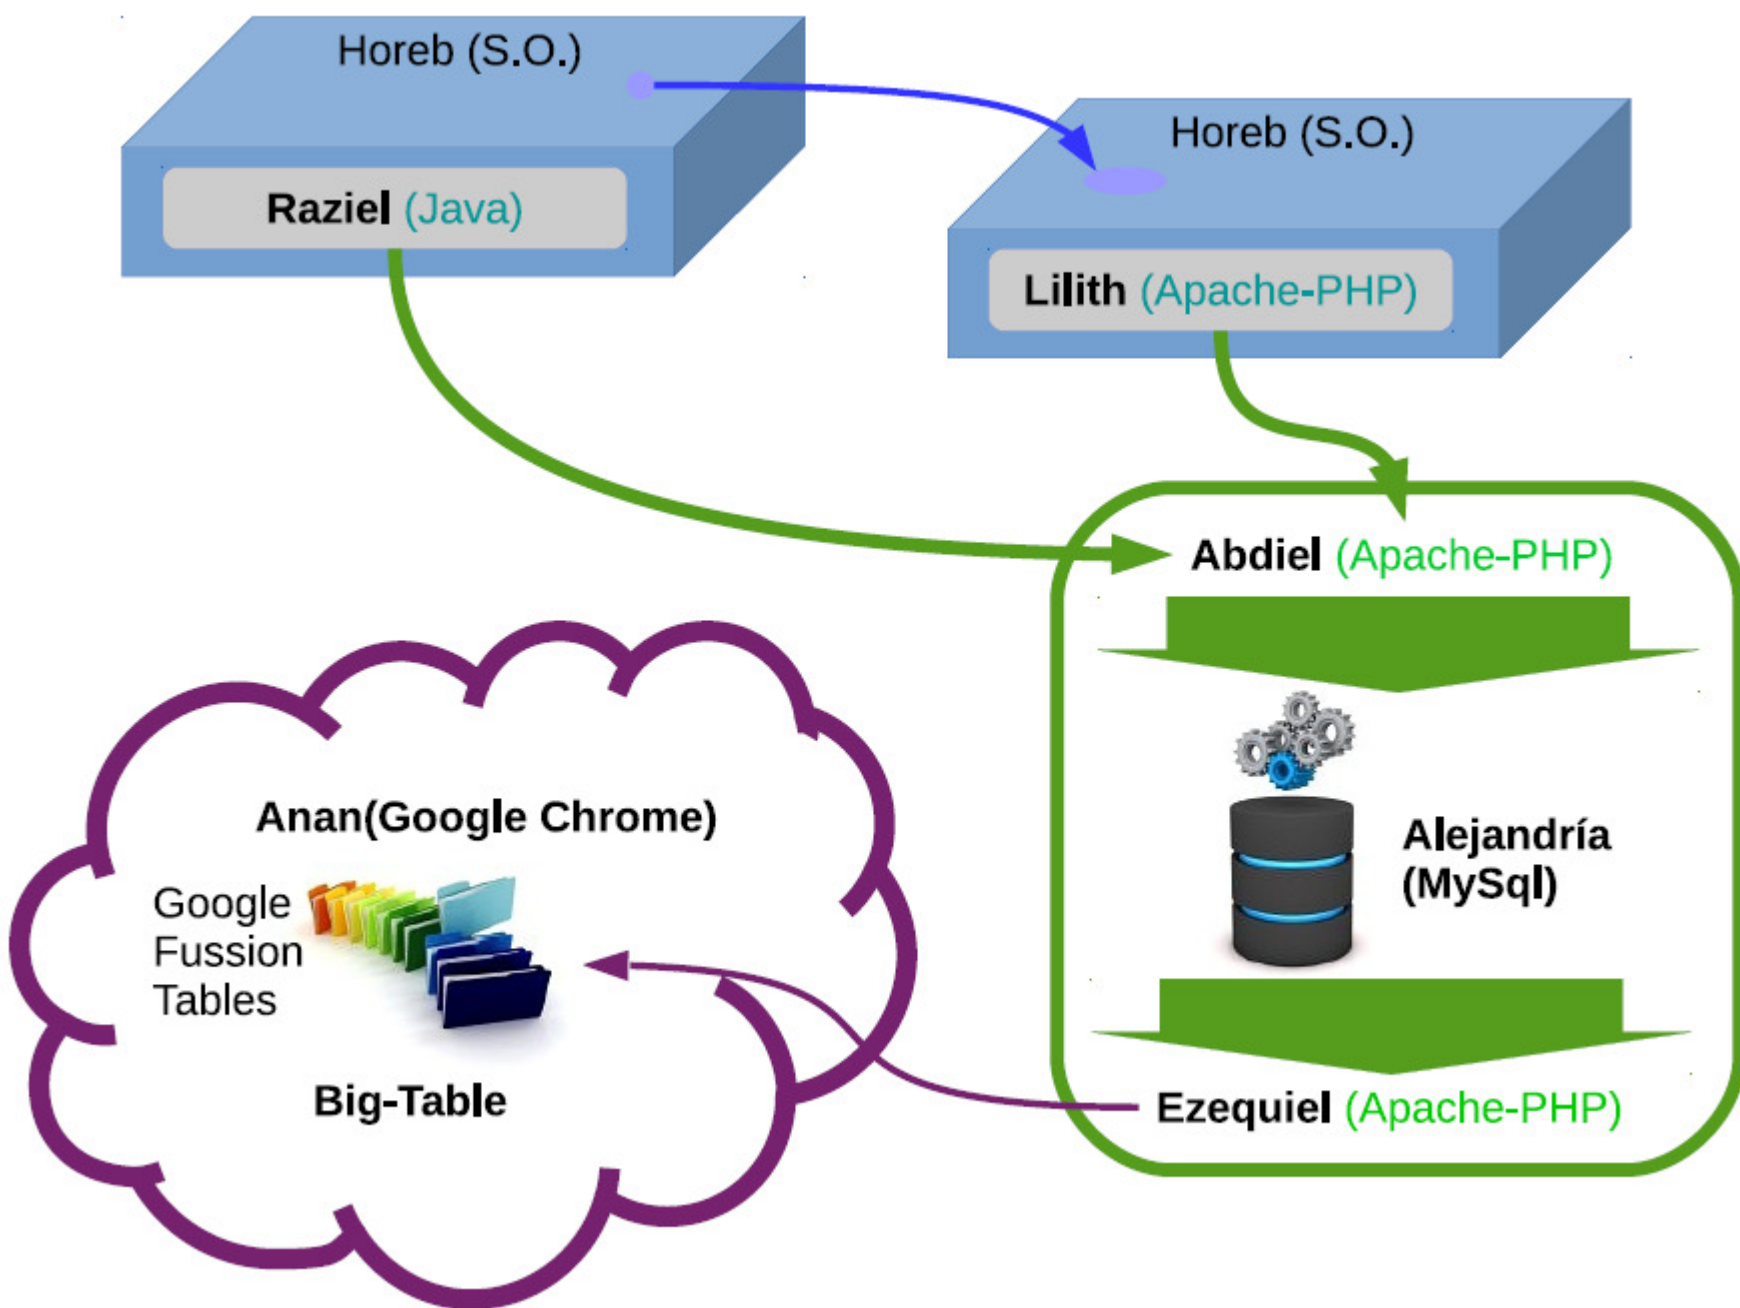 Horeb (S.O.)
Horeb (S.O.)
Raziel (Java)
Lilith (Apache-PHP)
Abdiel (Apache-PHP)
Anan(Google Chrome)
Google
Fussion
Tables
Big-Table
Alejandría
(MySql)
Ezequiel (Apache-PHP)